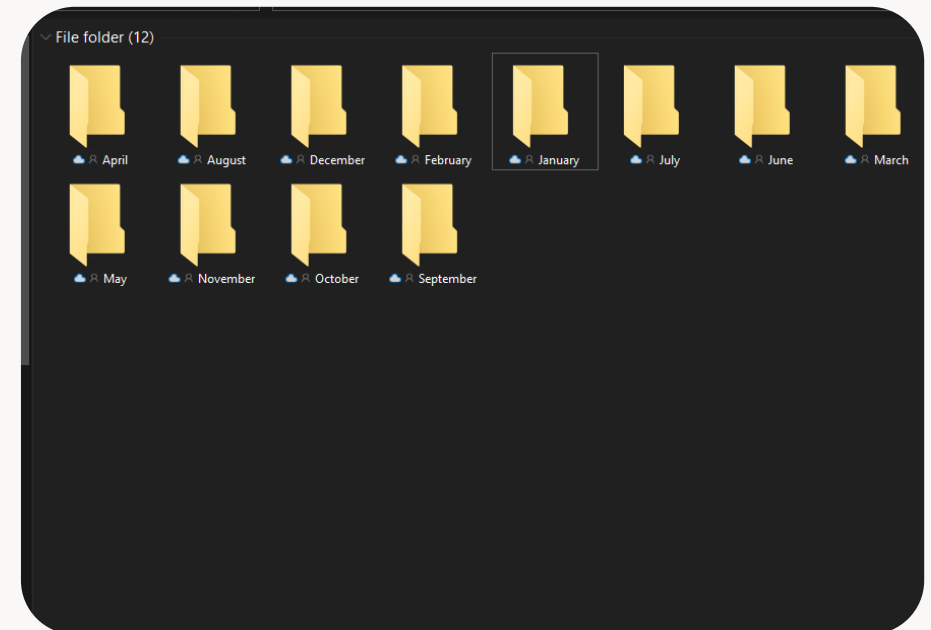 File folder (12)
April August December February January July June March
May November October September